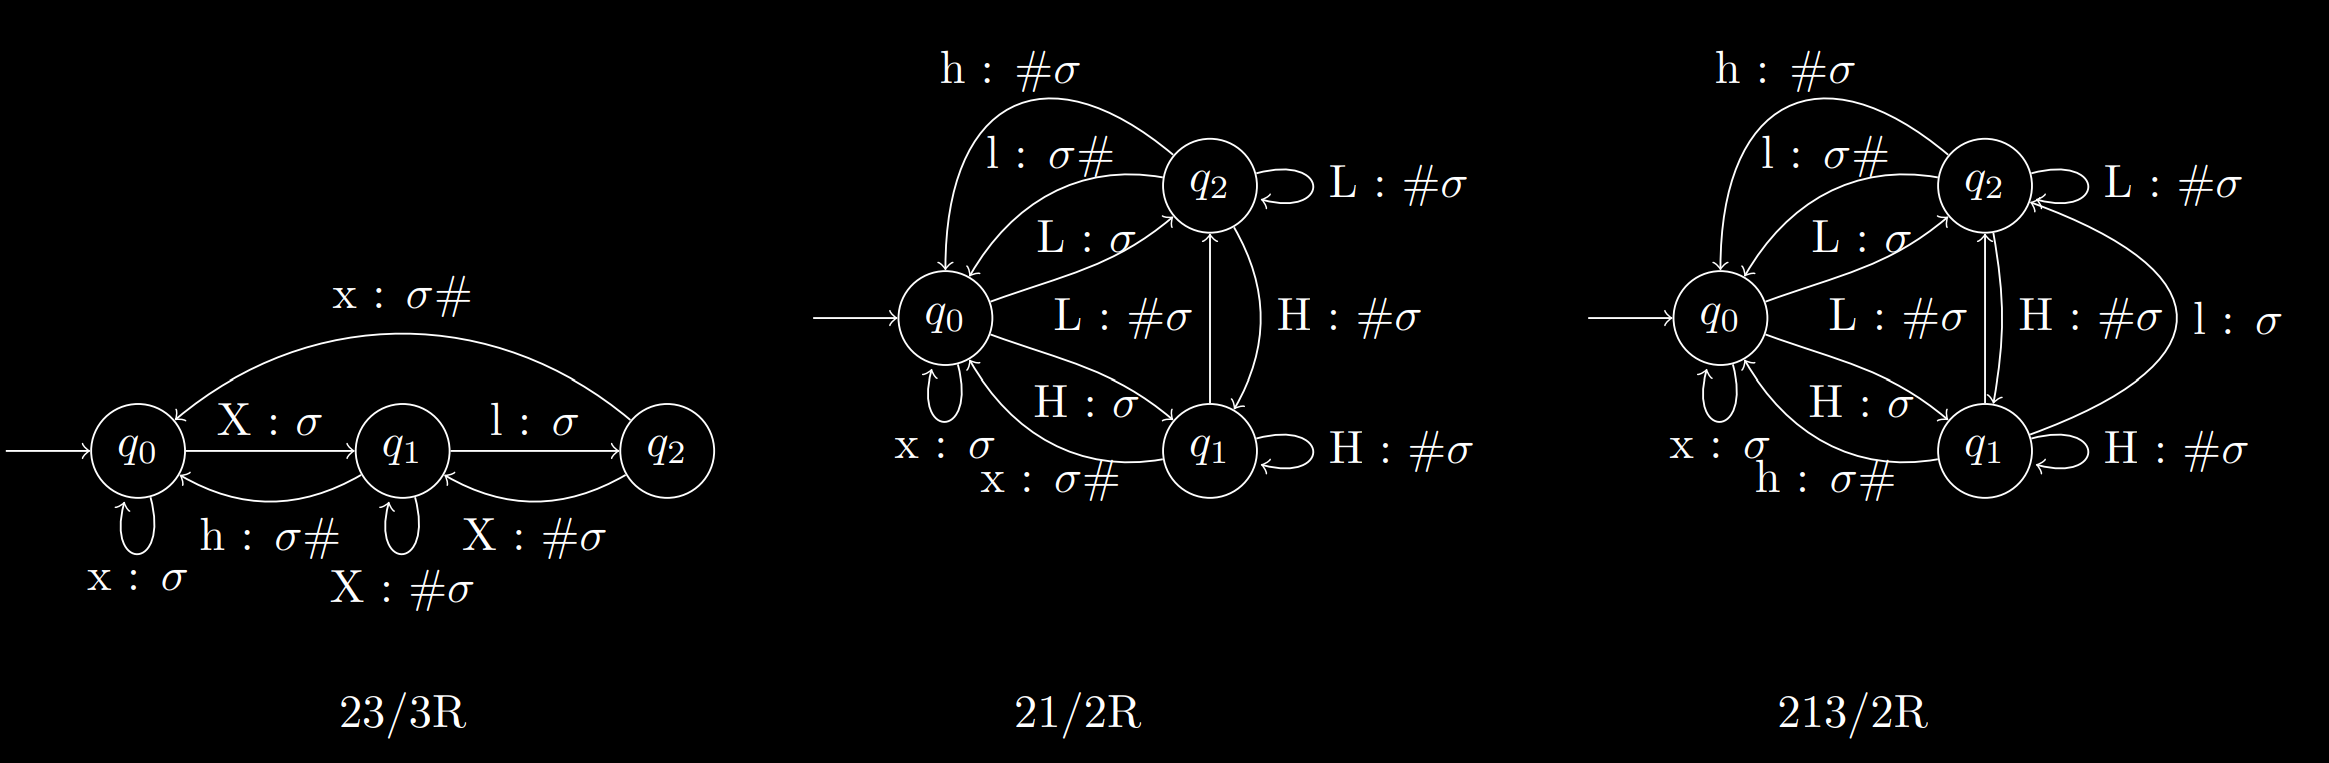 x : σ#
q₀
X : σ
q₁
l : σ
q₂
h : σ#
X : #σ
x : σ
X : #σ
23/3R
h : #σ
l : σ#
q₂
L : #σ
L : σ
q₀
L : #σ
H : #σ
H : σ
x : σ
q₁
H : #σ
x : σ#
21/2R
h : #σ
l : σ#
q₂
L : #σ
L : σ
q₀
L : #σ
H : #σ
l : σ
H : σ
x : σ
q₁
H : #σ
h : σ#
213/2R